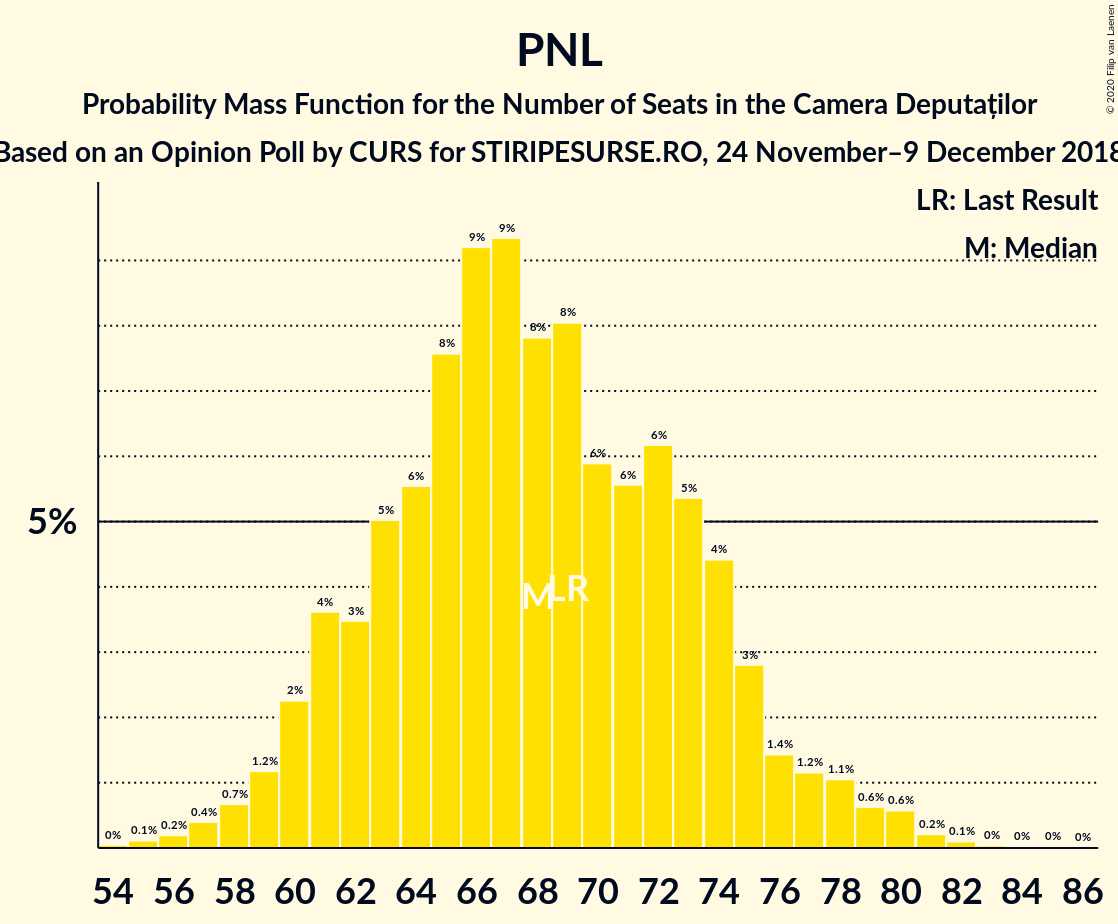 PNL
Probability Mass Function for the Number of Seats in the Camera Deputaților
Based on an Opinion Poll by CURS for STIRIPESURSE.RO, 24 November–9 December 2018
© 2020 Filip van Laenen
LR: Last Result
M: Median
5%
0% 0.1% 0.2% 0.4% 0.7% 1.2% 2% 4% 3% 5% 6% 8% 9% 9% 8% 8% 6% 6% 6% 5% 4% 3% 1.4% 1.2% 1.1% 0.6% 0.6% 0.2% 0.1% 0% 0% 0% 0%
M LR
54 56 58 60 62 64 66 68 70 72 74 76 78 80 82 84 86